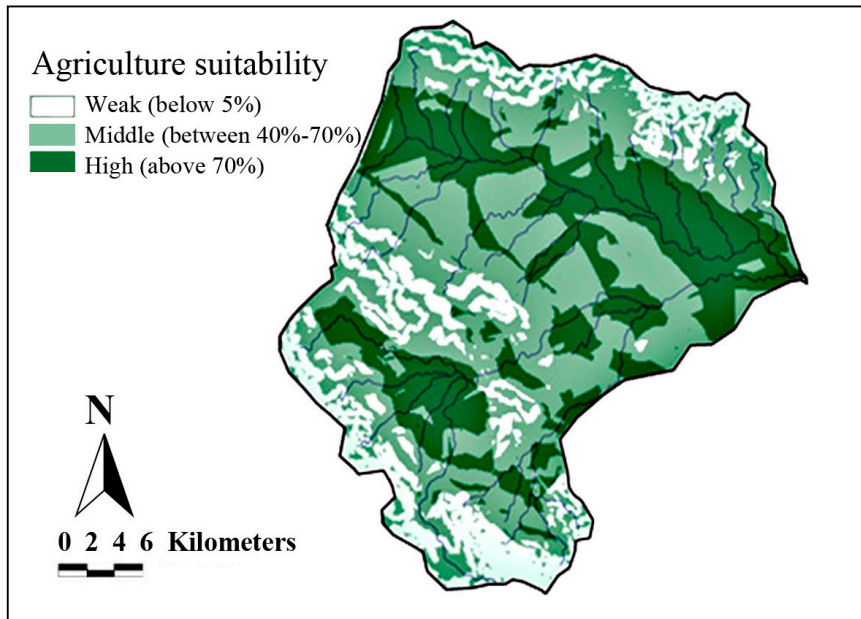 Agriculture suitability
Weak (below 5%)
Middle (between 40%-70%)
High (above 70%)
N
0 2 4 6 Kilometers